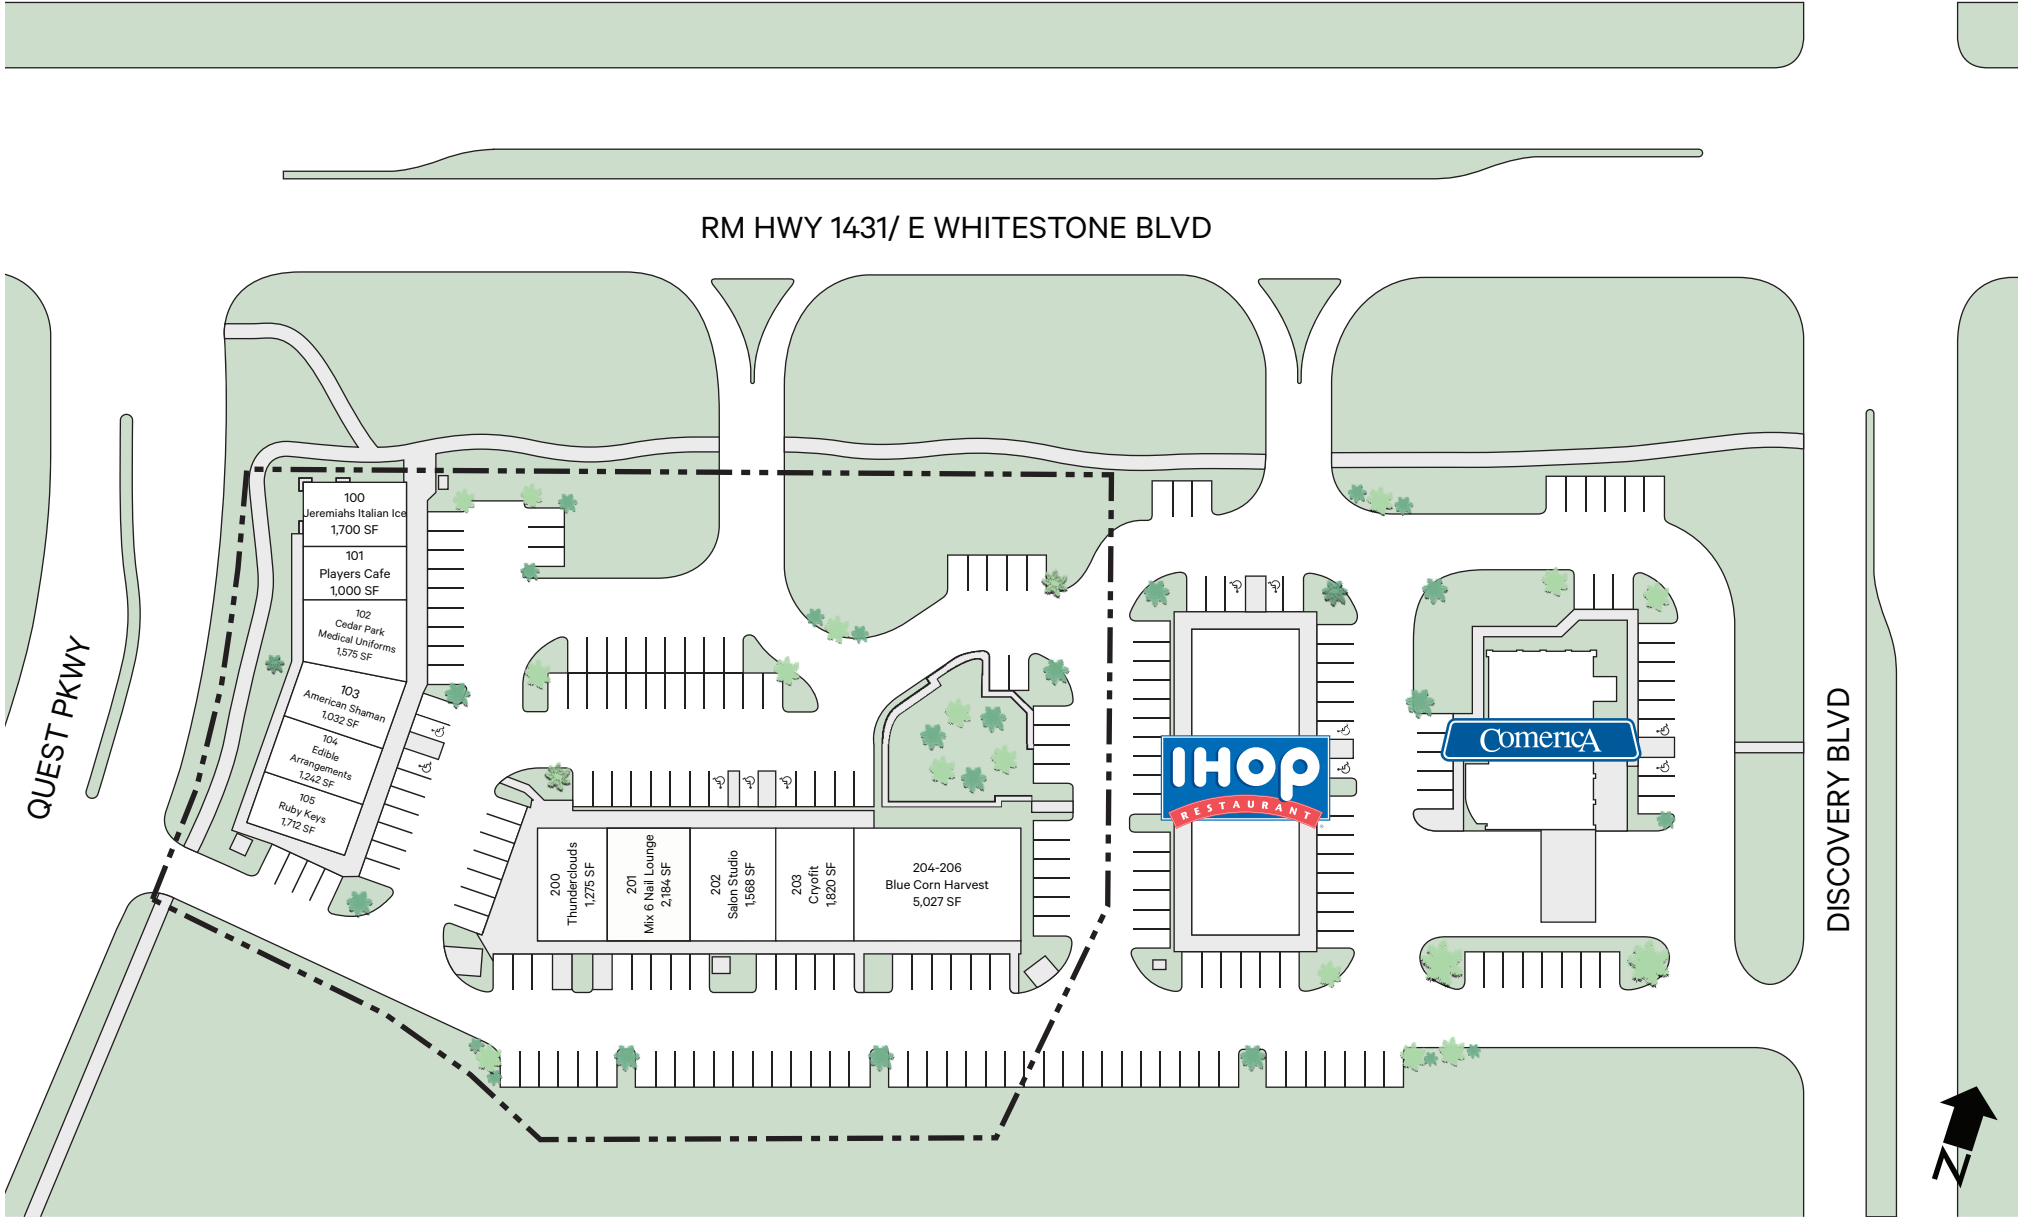 RM HWY 1431/ E WHITESTONE BLVD
QUEST PKWY
DISCOVERY BLVD
100
Jeremiahs Italian Ice
1,700 SF
101
Players Cafe
1,000 SF
102
Cedar Park
Medical Uniforms
1,575 SF
103
American Shaman
1,032 SF
104
Edible
Arrangements
1,242 SF
105
Ruby Keys
1,712 SF
200
Thunderclouds
1,275 SF
201
Mix 6 Nail Lounge
2,184 SF
202
Salon Studio
1,568 SF
203
Cryofit
1,820 SF
204-206
Blue Corn Harvest
5,027 SF
IHOP
RESTAURANT
Comerica
N